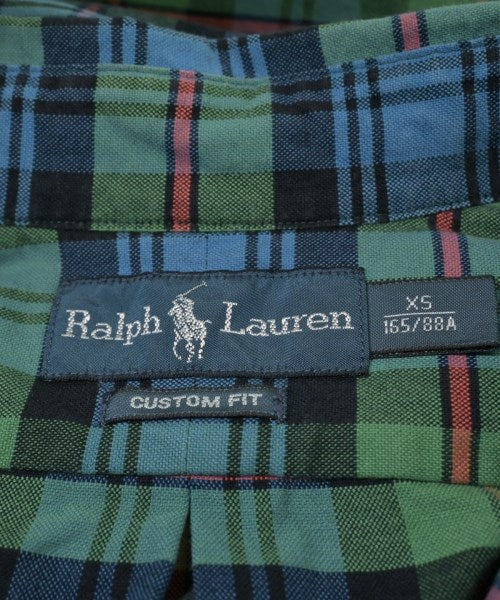 Ralph Lauren
CUSTOM FIT
XS
165/88A